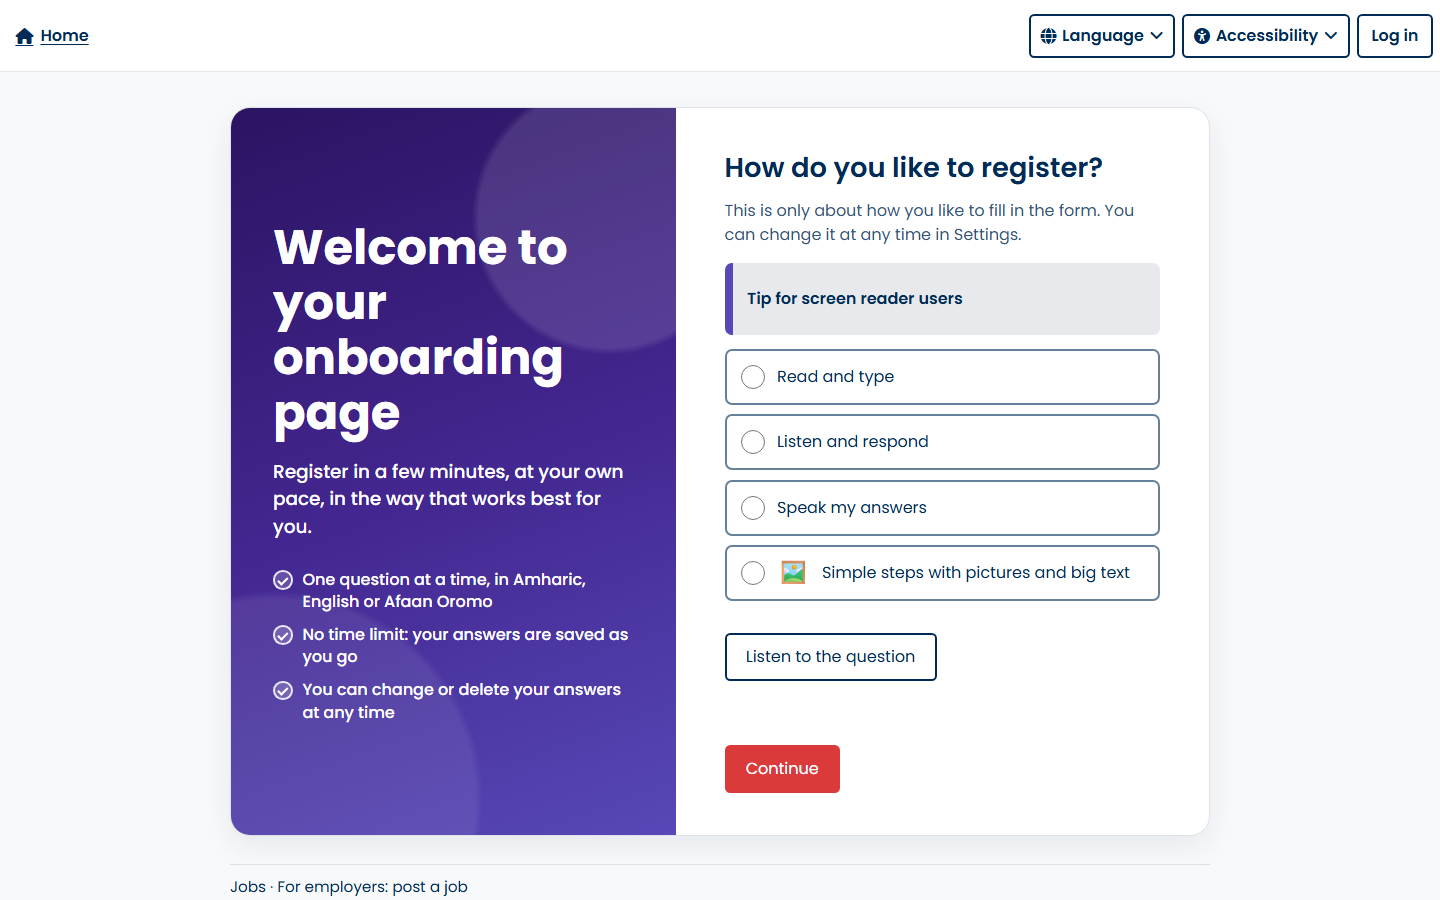 Home
Language
Accessibility
Log in
Welcome to
your
onboarding
page
Register in a few minutes, at your own
pace, in the way that works best for
you.
One question at a time, in Amharic,
English or Afaan Oromo
No time limit: your answers are saved as
you go
You can change or delete your answers
at any time
How do you like to register?
This is only about how you like to fill in the form. You
can change it at any time in Settings.
Tip for screen reader users
Read and type
Listen and respond
Speak my answers
Simple steps with pictures and big text
Listen to the question
Continue
Jobs · For employers: post a job